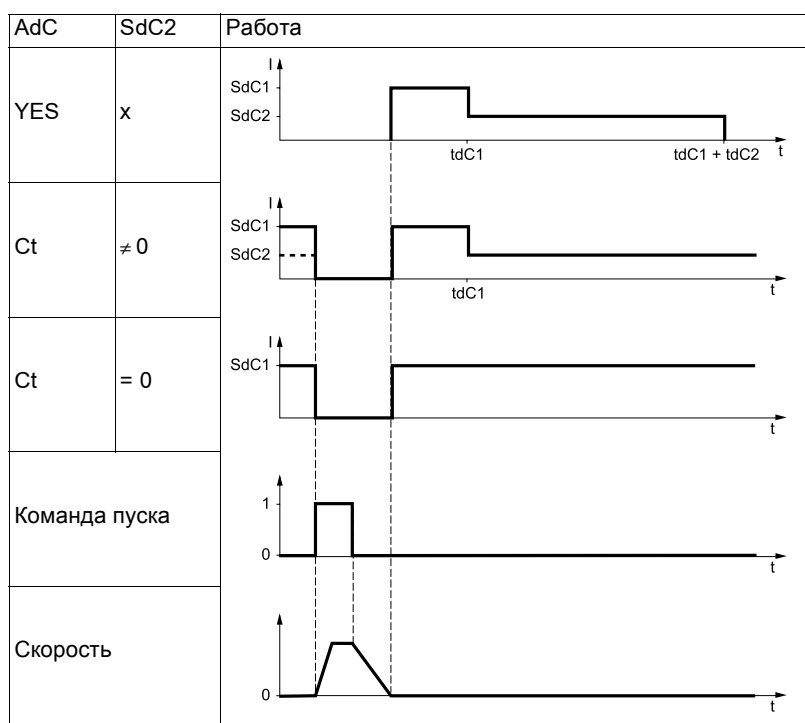 AdC SdC2 Работа
YES x
I
SdC1
SdC2
tdC1 tdC1 + tdC2 t
Ct ≠ 0
I
SdC1
SdC2
tdC1 t
Ct = 0
I
SdC1
t
Команда пуска
1
0
t
Скорость
0
t